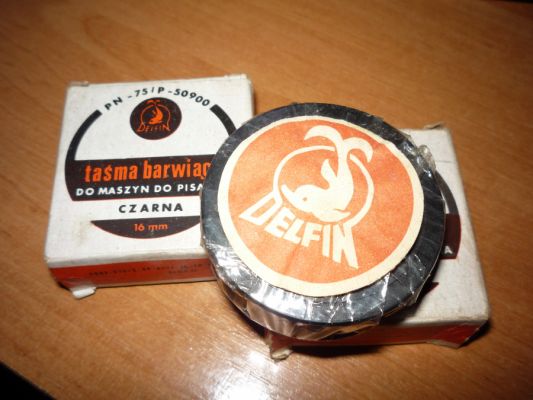 PN-75/P-50900
DELFIN
taśma barwiąc
DO MASZYN DO PISA
CZARNA
16 mm
DELFIN
A